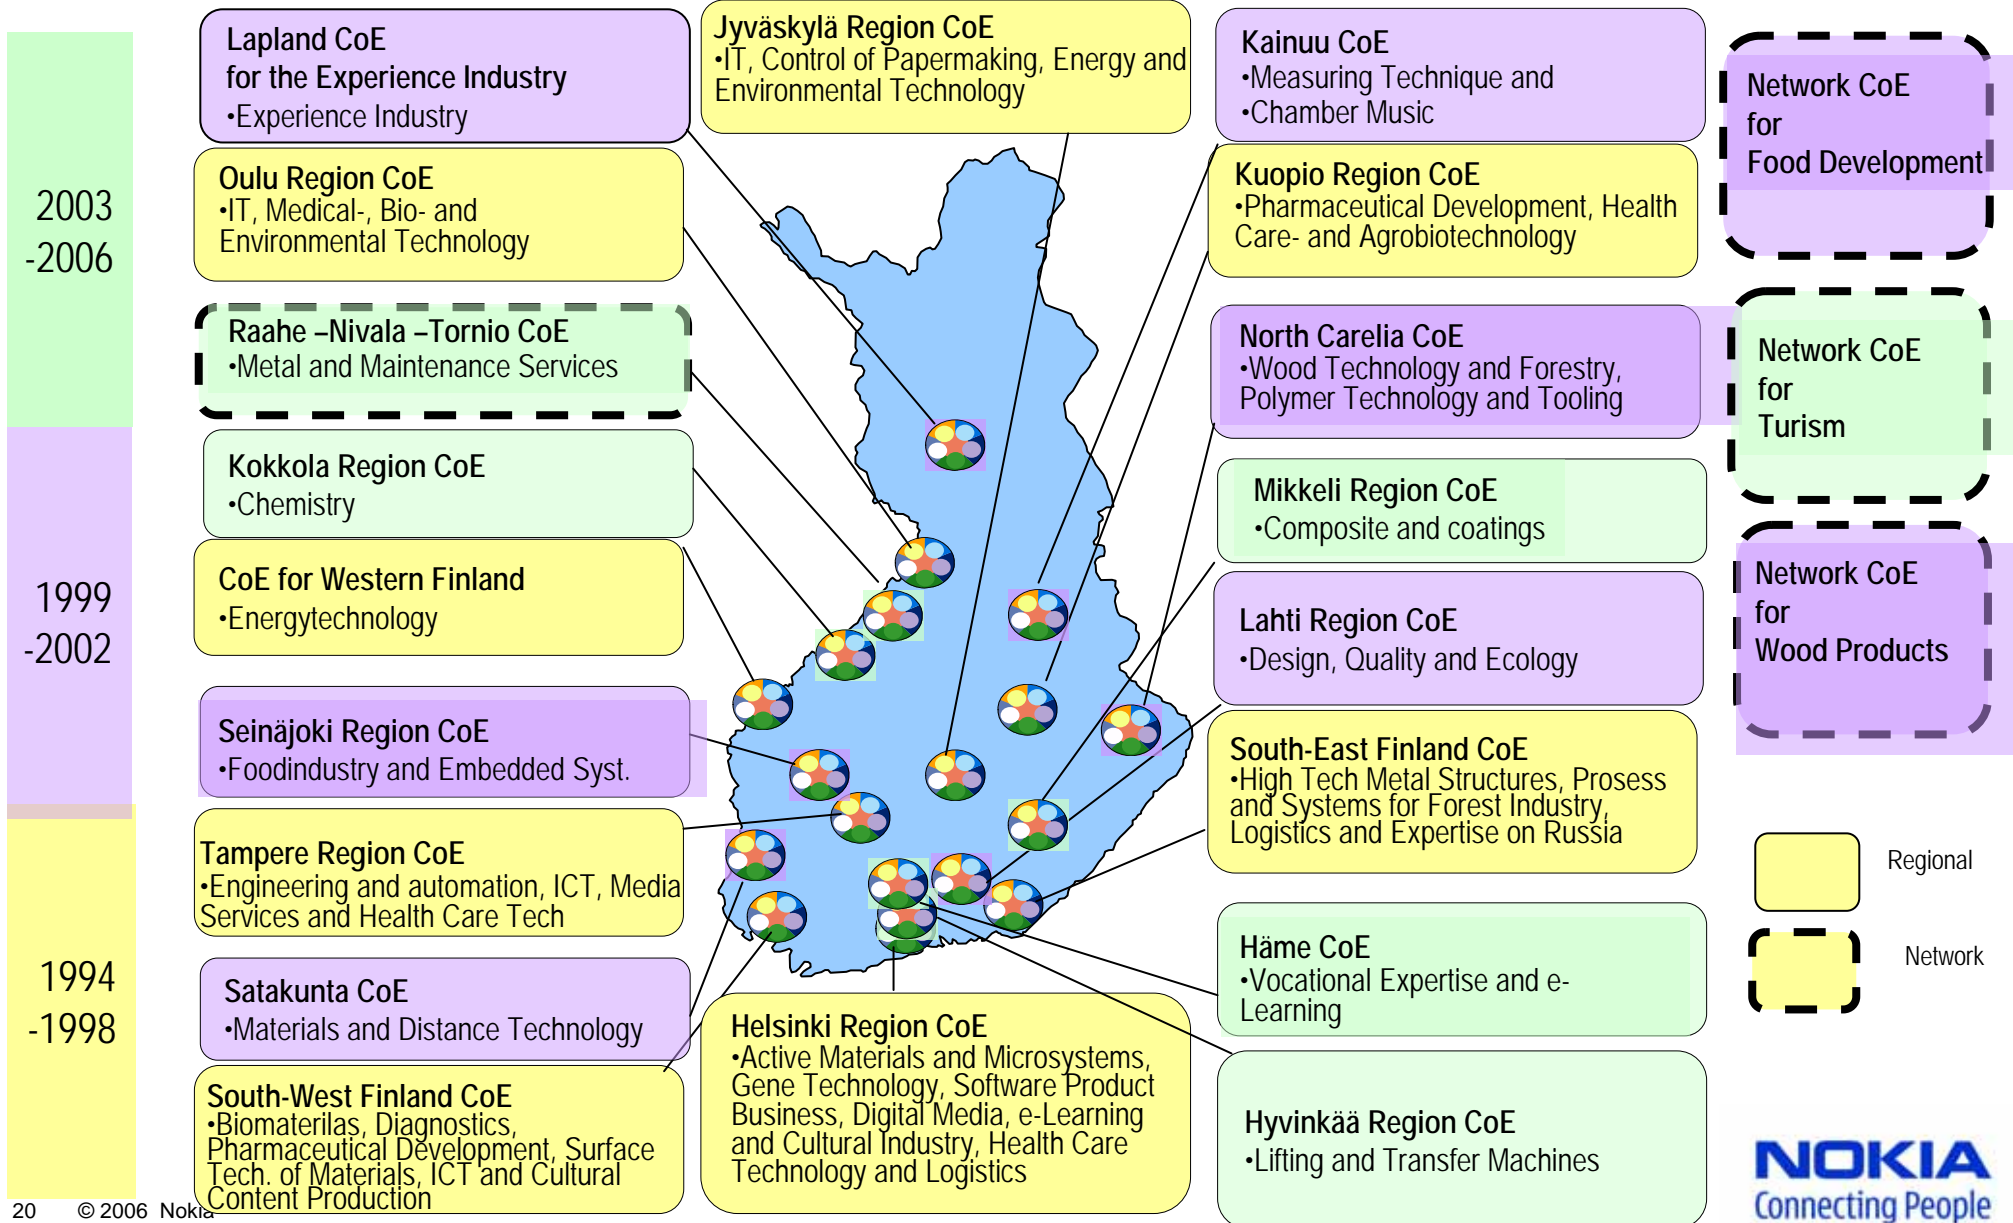 2003
-2006
1999
-2002
1994
-1998
Lapland CoE
for the Experience Industry
•Experience Industry
Oulu Region CoE
•IT, Medical-, Bio- and
Environmental Technology
Raahe –Nivala –Tornio CoE
•Metal and Maintenance Services
Kokkola Region CoE
•Chemistry
CoE for Western Finland
•Energytechnology
Seinäjoki Region CoE
•Foodindustry and Embedded Syst.
Tampere Region CoE
•Engineering and automation, ICT, Media
Services and Health Care Tech
Satakunta CoE
•Materials and Distance Technology
South-West Finland CoE
•Biomaterilas, Diagnostics,
Pharmaceutical Development, Surface
Tech. of Materials, ICT and Cultural
Content Production
Jyväskylä Region CoE
•IT, Control of Papermaking, Energy and
Environmental Technology
Helsinki Region CoE
•Active Materials and Microsystems,
Gene Technology, Software Product
Business, Digital Media, e-Learning
and Cultural Industry, Health Care
Technology and Logistics
Kainuu CoE
•Measuring Technique and
•Chamber Music
Kuopio Region CoE
•Pharmaceutical Development, Health
Care- and Agrobiotechnology
North Carelia CoE
•Wood Technology and Forestry,
Polymer Technology and Tooling
Mikkeli Region CoE
•Composite and coatings
Lahti Region CoE
•Design, Quality and Ecology
South-East Finland CoE
•High Tech Metal Structures, Prosess
and Systems for Forest Industry,
Logistics and Expertise on Russia
Häme CoE
•Vocational Expertise and e-
Learning
Hyvinkää Region CoE
•Lifting and Transfer Machines
Network CoE
for
Food Development
Network CoE
for
Turism
Network CoE
for
Wood Products
Regional
Network
NOKIA
Connecting People
20 © 2006 Nokia